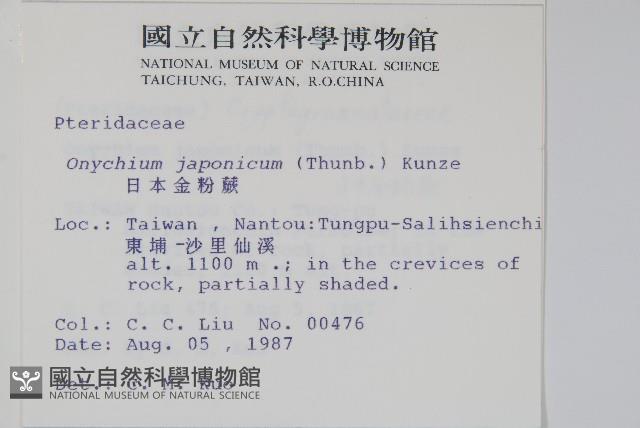 國立自然科學博物館
NATIONAL MUSEUM OF NATURAL SCIENCE
TAICHUNG, TAIWAN, R.O.CHINA
Pteridaceae
Onychium japonicum (Thunb.) Kunze
日本金粉蕨
Loc.: Taiwan , Nantou:Tungpu-Salihsienchi
東埔-沙里仙溪
alt. 1100 m .; in the crevices of
rock, partially shaded.
Col.: C. C. Liu No. 00476
Date: Aug. 05 , 1987
Det.: C. M. Kuo
國立自然科學博物館
NATIONAL MUSEUM OF NATURAL SCIENCE